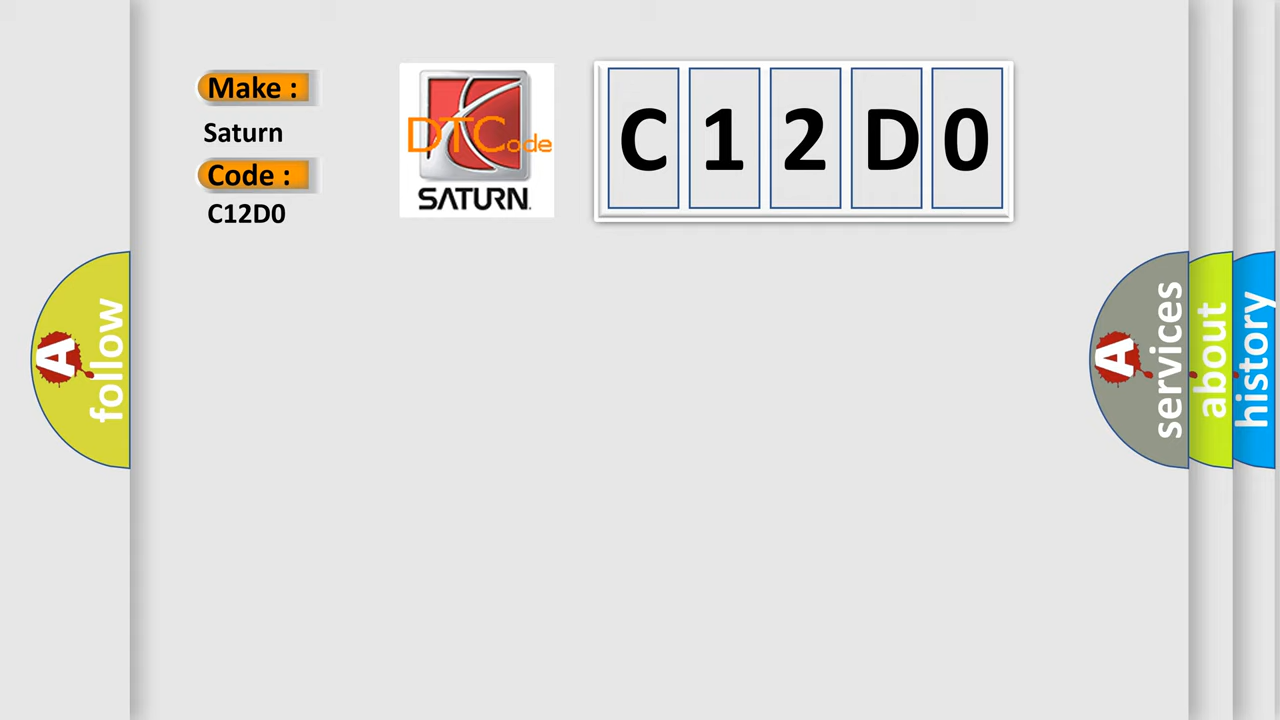 Make :
Saturn
Code :
C12D0
DTCode
SATURN
C 1 2 D 0
A follow
A services
about
history